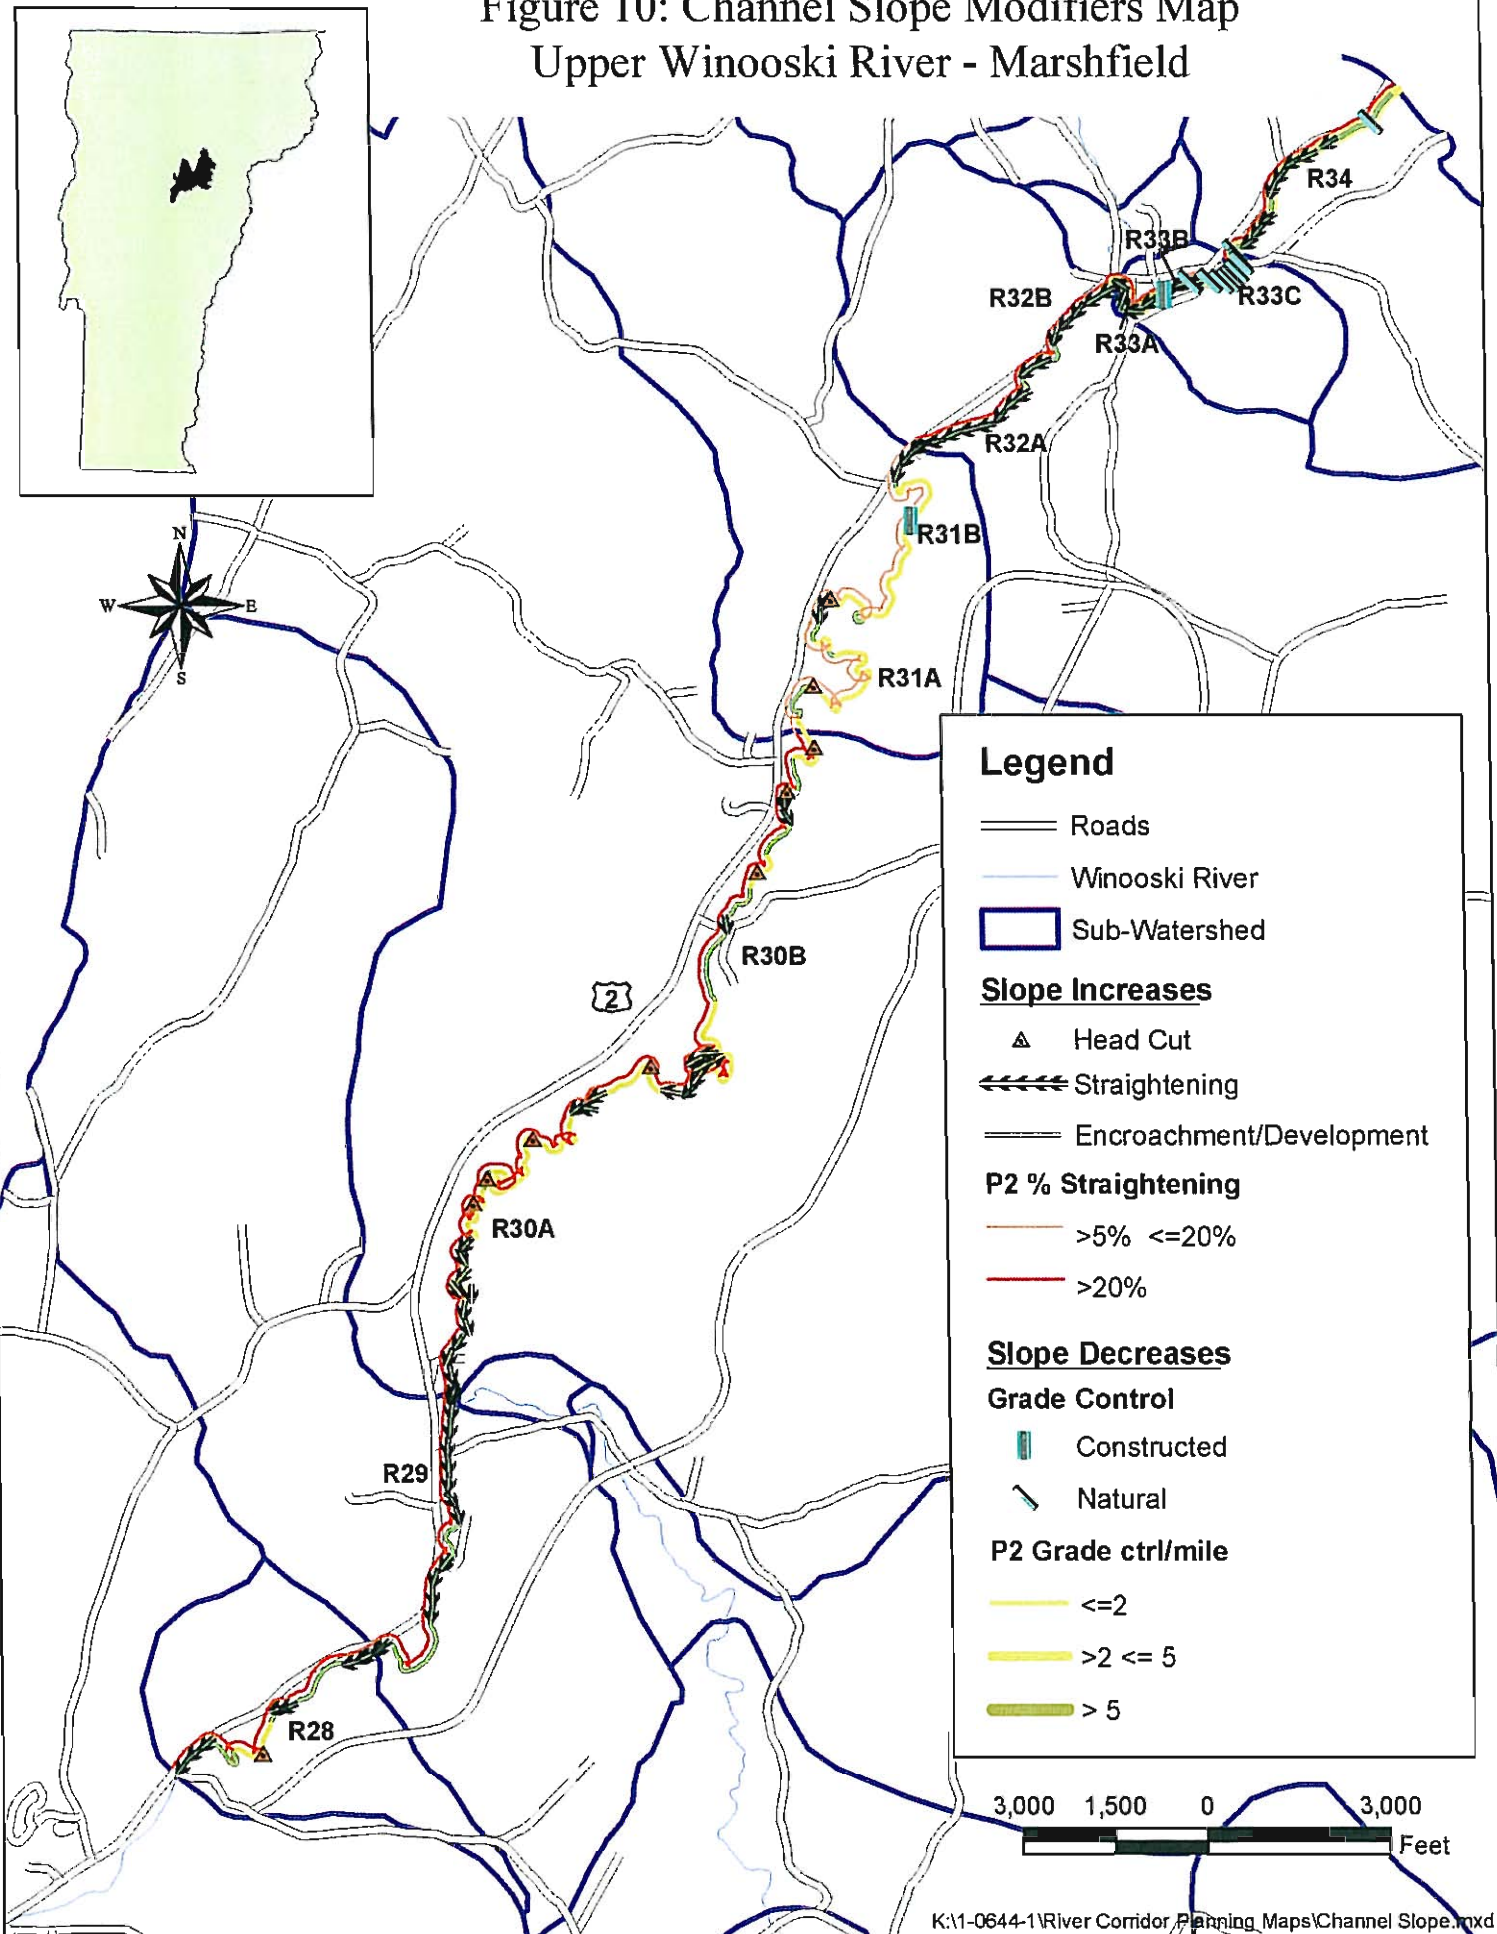 Figure 10: Channel Slope Modifiers Map
Upper Winooski River - Marshfield
R34
R33B
R33C
R32B
R33A
R32A
R31B
N
W E
S
R31A
R30B
2
R30A
R29
R28
Legend
Roads
Winooski River
Sub-Watershed
Slope Increases
Head Cut
Straightening
Encroachment/Development
P2 % Straightening
>5% <=20%
>20%
Slope Decreases
Grade Control
Constructed
Natural
P2 Grade ctrl/mile
<=2
>2 <= 5
> 5
3,000 1,500 0 3,000
Feet
K:\1-0644-1\River Corridor Planning Maps\Channel Slope.mxd